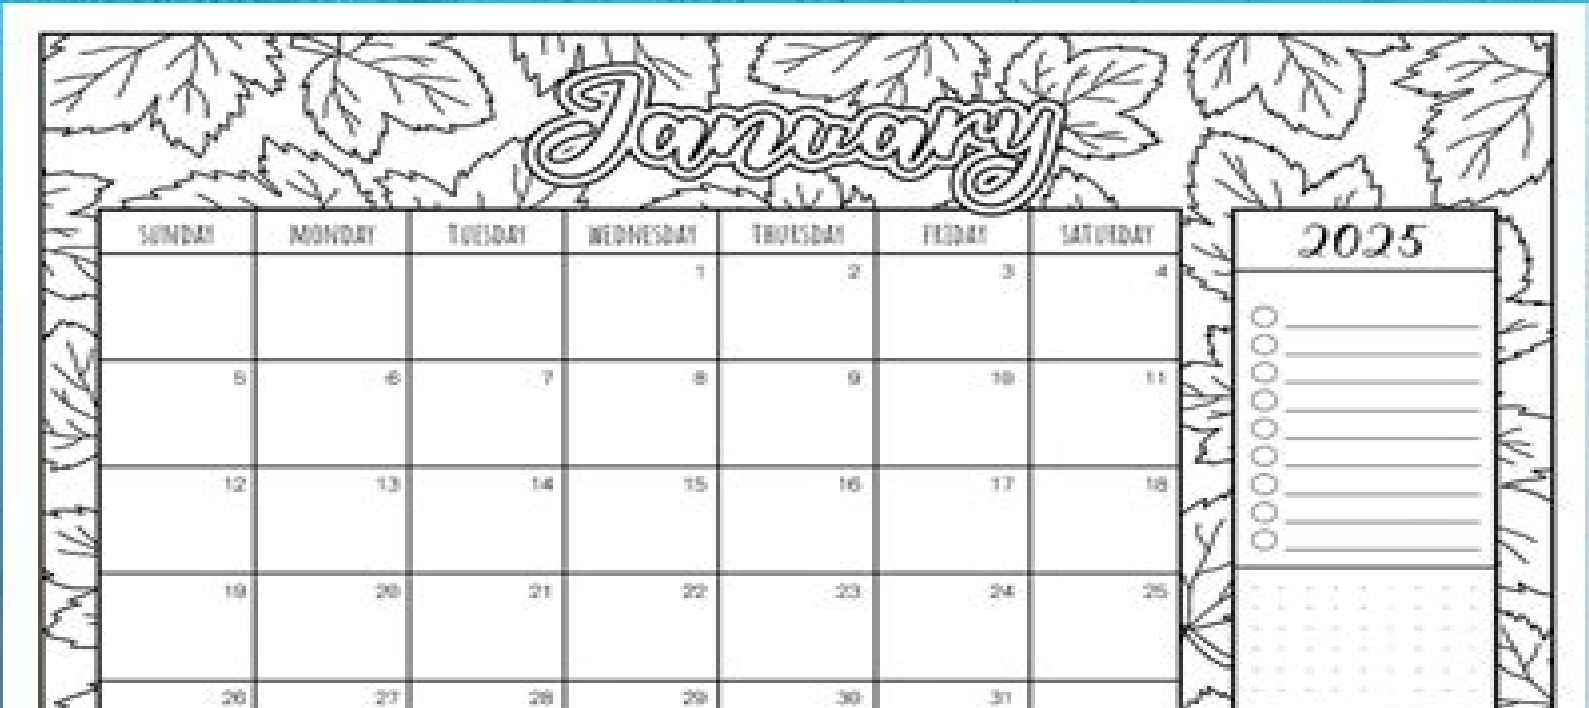 January
SUNDAY MONDAY TUESDAY WEDNESDAY THURSDAY FRIDAY SATURDAY
2025
1 2 3 4
5 6 7 8 9 10 11
12 13 14 15 16 17 18
19 20 21 22 23 24 25
26 27 28 29 30 31